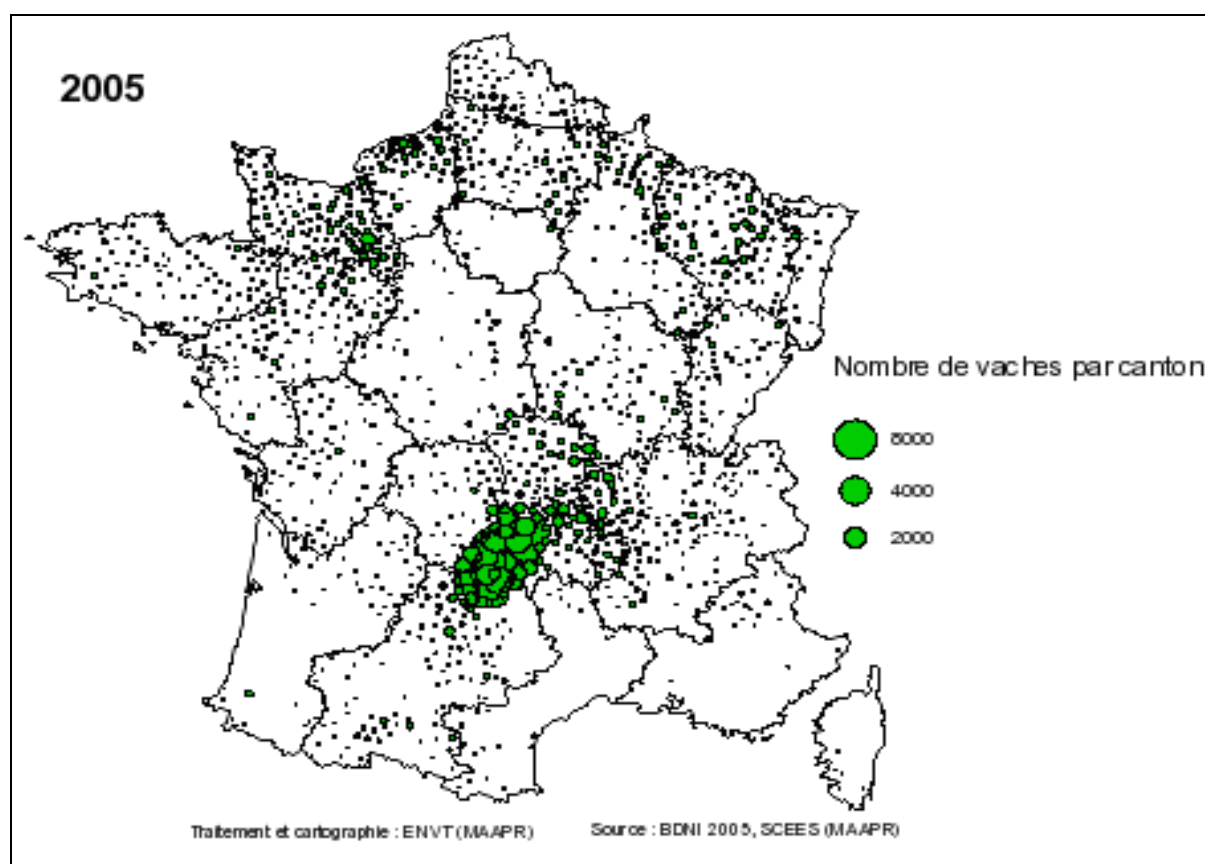 2005
Nombre de vaches par canton
8000
4000
2000
Traitement et cartographie : ENVT (MAAPR)
Source : BDNI 2005, SCEES (MAAPR)